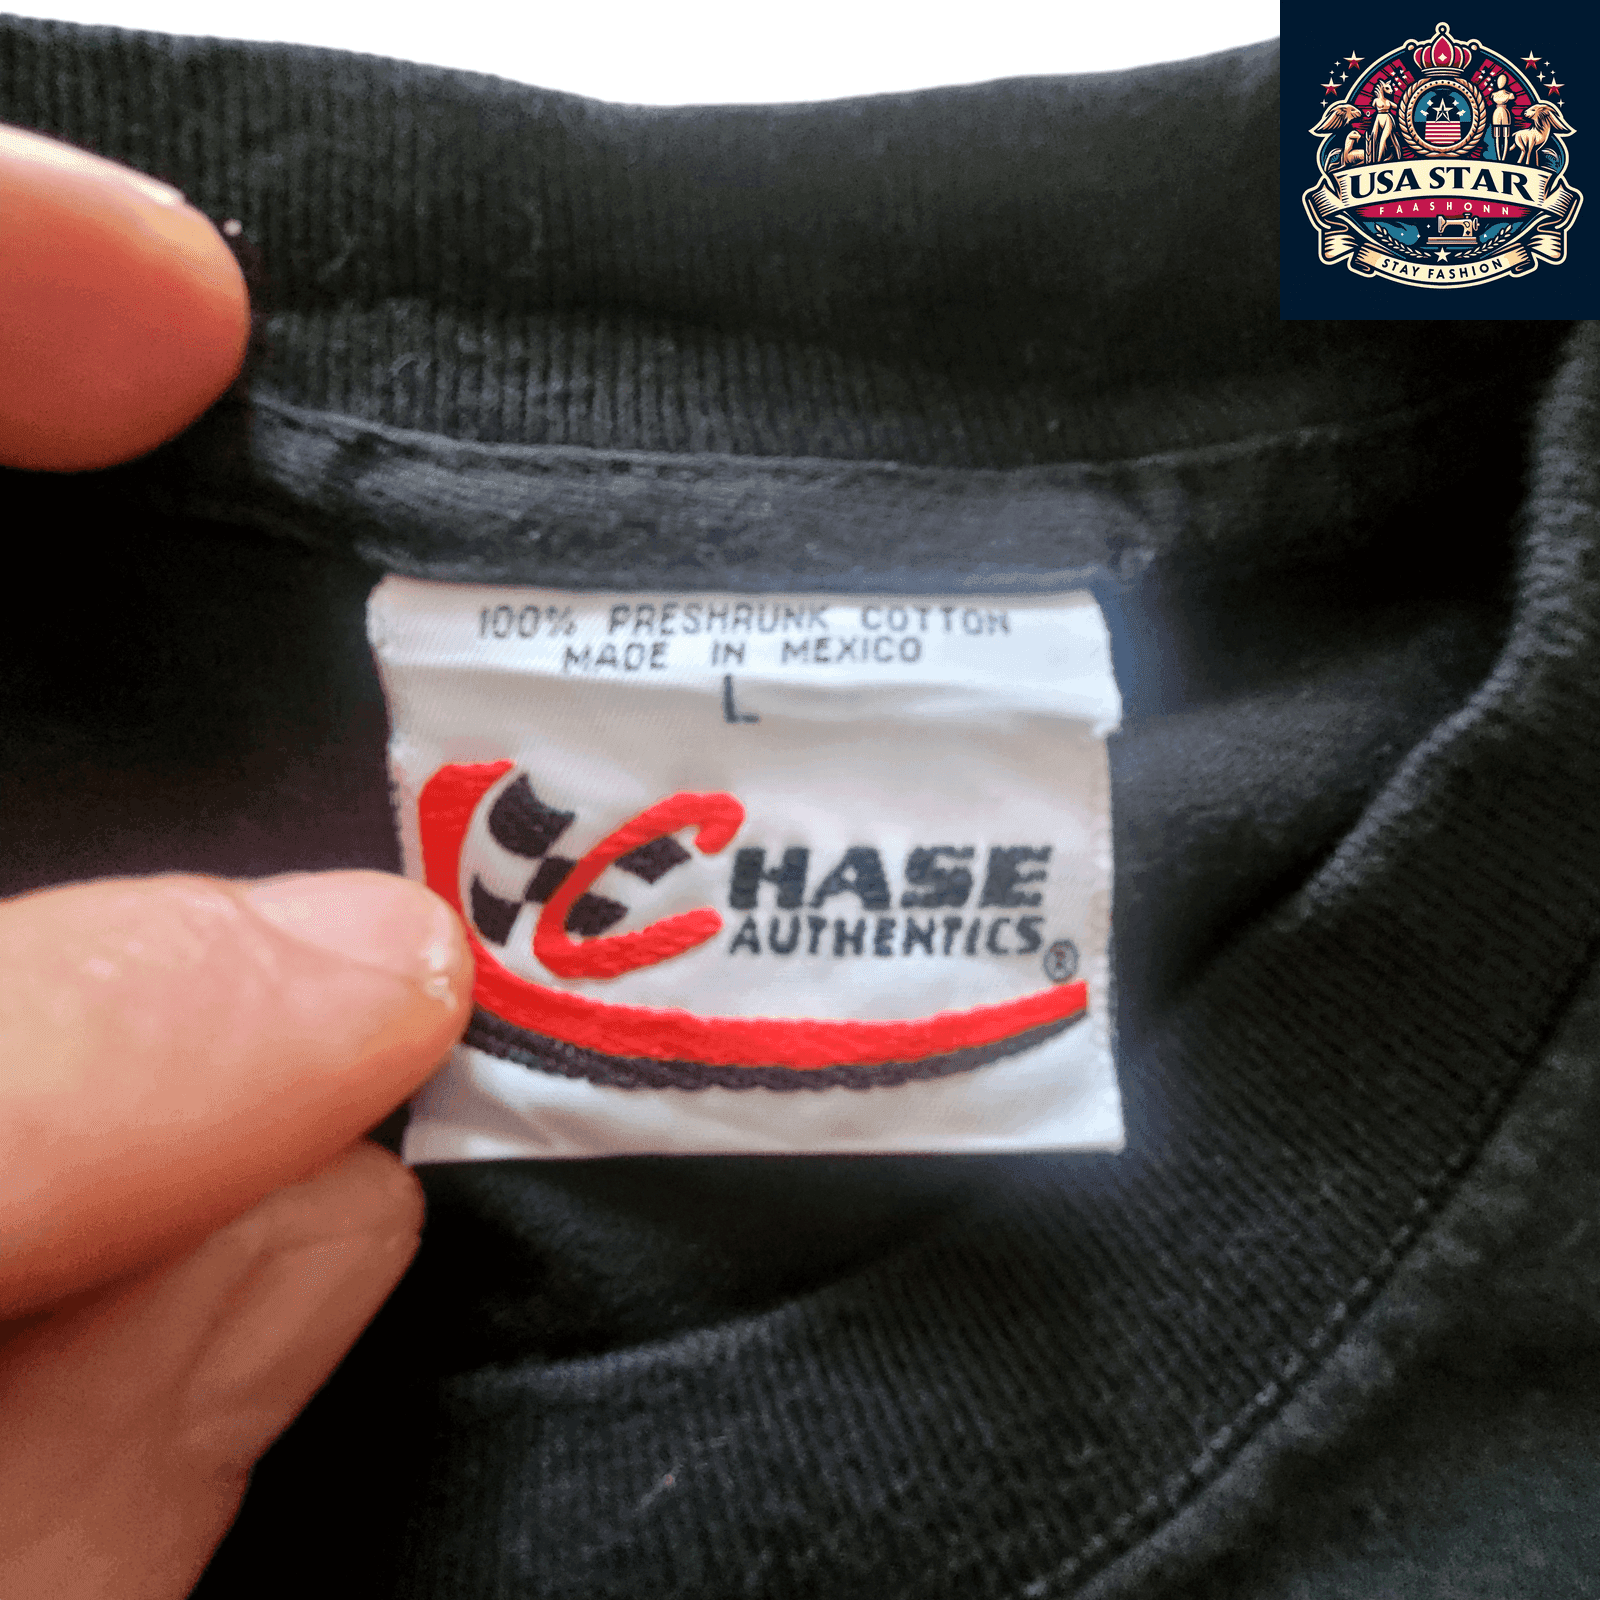 USA STAR
FAASHONN
STAY FASHION
100% PRESHRUNK COTTON
MADE IN MEXICO
L
CHASE
AUTHENTICS®